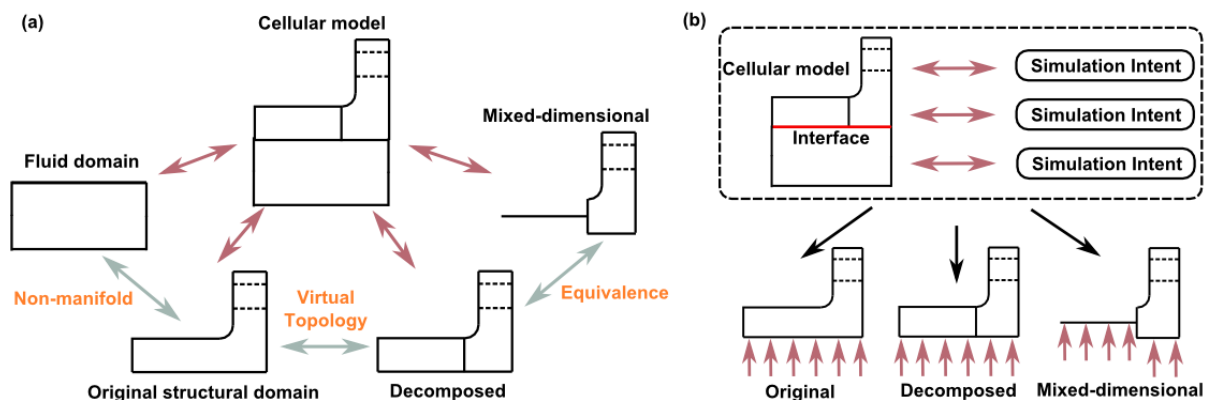 (a)
Cellular model
Mixed-dimensional
Fluid domain
Non-manifold
Virtual
Topology
Equivalence
Original structural domain
Decomposed
(b)
Cellular model
Simulation Intent
Simulation Intent
Interface
Simulation Intent
Original
Decomposed
Mixed-dimensional